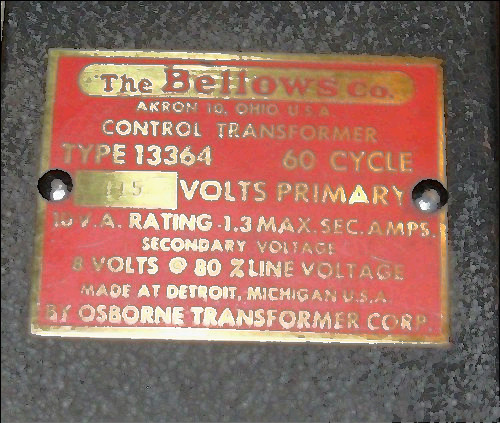 The Bellows Co.
AKRON 10, OHIO U.S.A.
CONTROL TRANSFORMER
TYPE 13364 60 CYCLE
115 VOLTS PRIMARY
10 V.A. RATING-1.3 MAX. SEC. AMPS.
SECONDARY VOLTAGE
8 VOLTS @ 80 % LINE VOLTAGE
MADE AT DETROIT, MICHIGAN U.S.A.
BY OSBORNE TRANSFORMER CORP.